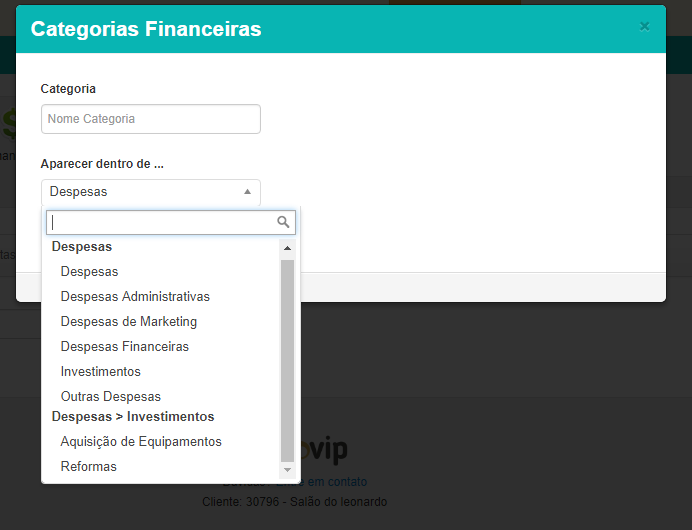 Categorias Financeiras
×
Categoria
Nome Categoria
Aparecer dentro de ...
Despesas
Despesas
Despesas
Despesas Administrativas
Despesas de Marketing
Despesas Financeiras
Investimentos
Outras Despesas
Despesas > Investimentos
Aquisição de Equipamentos
Reformas
vip
em contato
Cliente: 30796 - Salão do leonardo